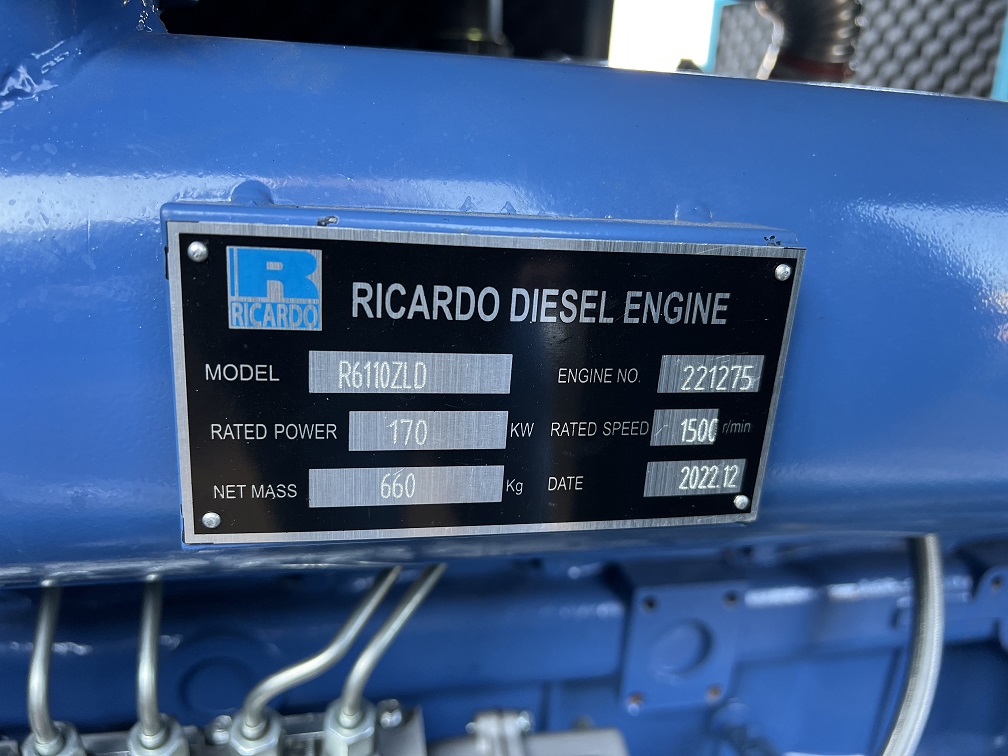 R
RICARDO
RICARDO DIESEL ENGINE
MODEL R6110ZLD ENGINE NO. 221275
RATED POWER 170 KW RATED SPEED 1500 r/min
NET MASS 660 Kg DATE 2022.12